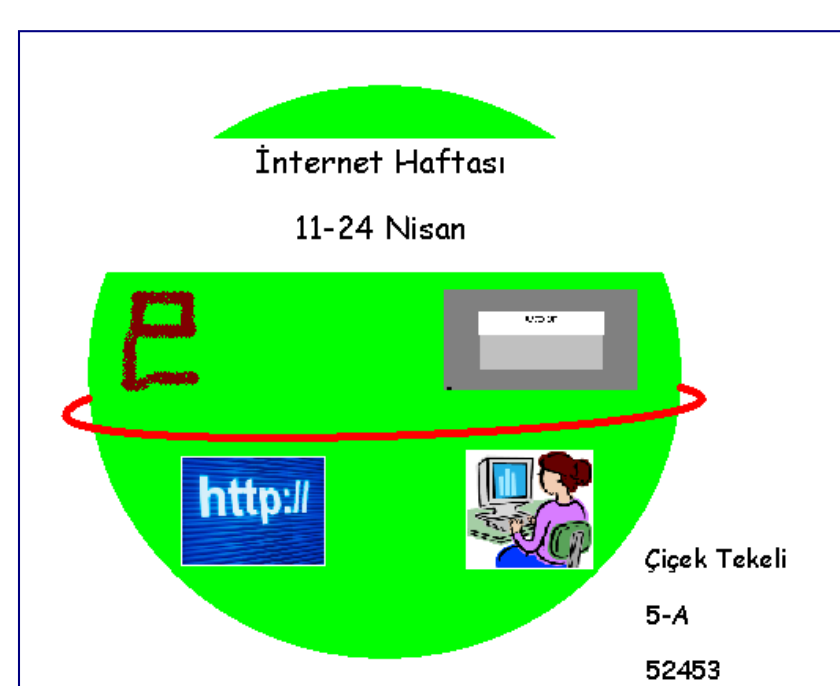 İnternet Haftası
11-24 Nisan
e
http://
Çiçek Tekeli
5-A
52453